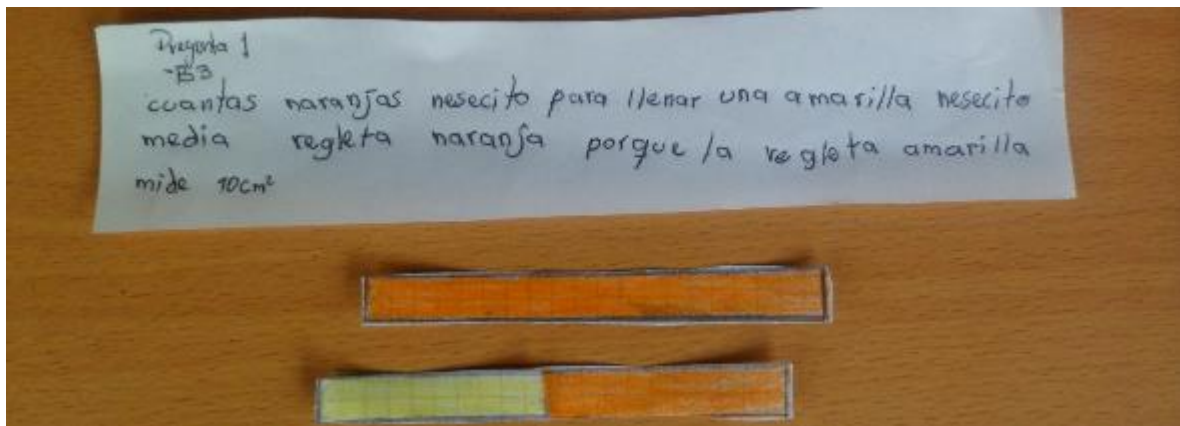 Pregunta 1
-E3
cuantas naranjas nesecito para llenar una amarilla nesecito
media regleta naranja porque la regleta amarilla
mide 10cm²